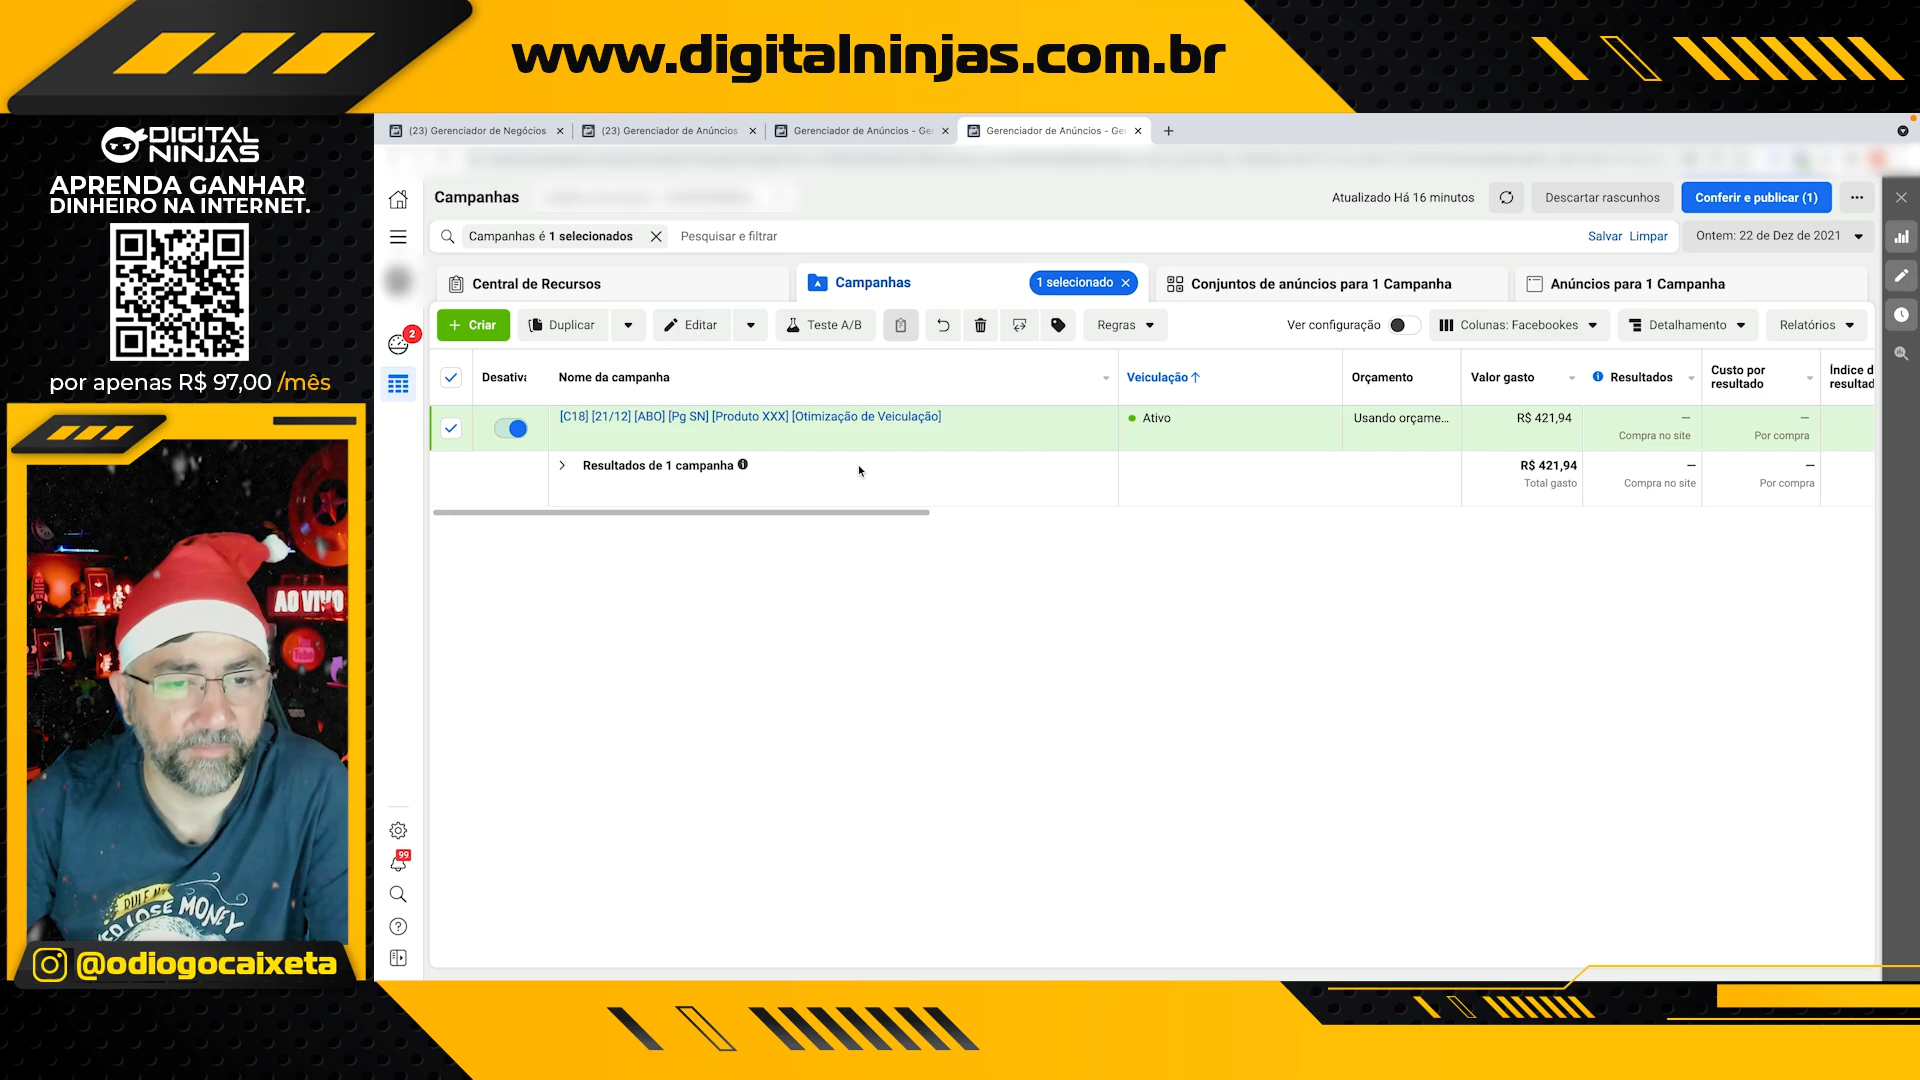 www.digitalninjas.com.br
DIGITAL
NINJAS
APRENDA GANHAR
DINHEIRO NA INTERNET.
por apenas R$ 97,00 /mês
(23) Gerenciador de Negócios
(23) Gerenciador de Anúncios
Gerenciador de Anúncios - Ge
Gerenciador de Anúncios - Ge
Campanhas
Atualizado Há 16 minutos
Descartar rascunhos
Conferir e publicar (1)
Campanhas é 1 selecionados
Pesquisar e filtrar
Salvar
Limpar
Ontem: 22 de Dez de 2021
Central de Recursos
Campanhas
1 selecionado
Conjuntos de anúncios para 1 Campanha
Anúncios para 1 Campanha
+ Criar
Duplicar
Editar
Teste A/B
Regras
Ver configuração
Colunas: Facebookes
Detalhamento
Relatórios
2
Desativ
Nome da campanha
Veiculação ↑
Orçamento
Valor gasto
Resultados
Custo por
resultado
Índice d
resultad
[C18] [21/12] [ABO] [Pg SN] [Produto XXX] [Otimização de Veiculação]
Ativo
Usando orçame...
R$ 421,94
—
Compra no site
—
Por compra
Resultados de 1 campanha
R$ 421,94
Total gasto
—
Compra no site
—
Por compra
AO VIVO
You
Tube
99
RULE
LOSE MONEY
@odiogocaixeta